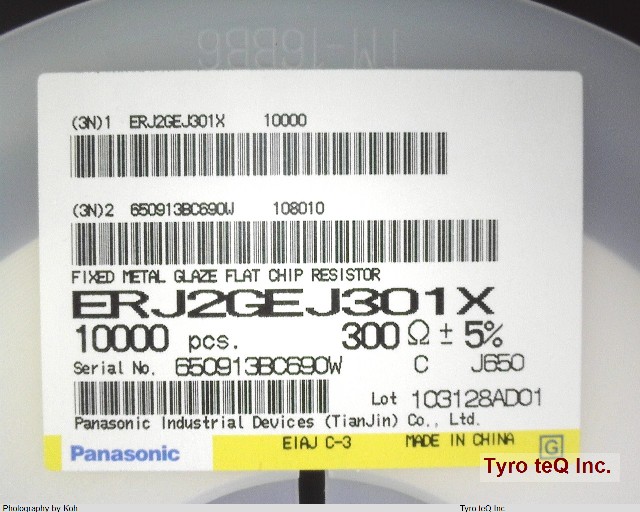 TM-16BB6
(3N)1 ERJ2GEJ301X 10000
(3N)2 650913BC690W 108010
FIXED METAL GLAZE FLAT CHIP RESISTOR
ERJ2GEJ301X
10000 pcs. 300 Ω ± 5%
Serial No. 650913BC690W C J650
Lot 103128AD01
Panasonic Industrial Devices (TianJin) Co., Ltd.
Panasonic EIAJ C-3 MADE IN CHINA G
Tyro teQ Inc.
Photography by Koh Tyro teQ Inc